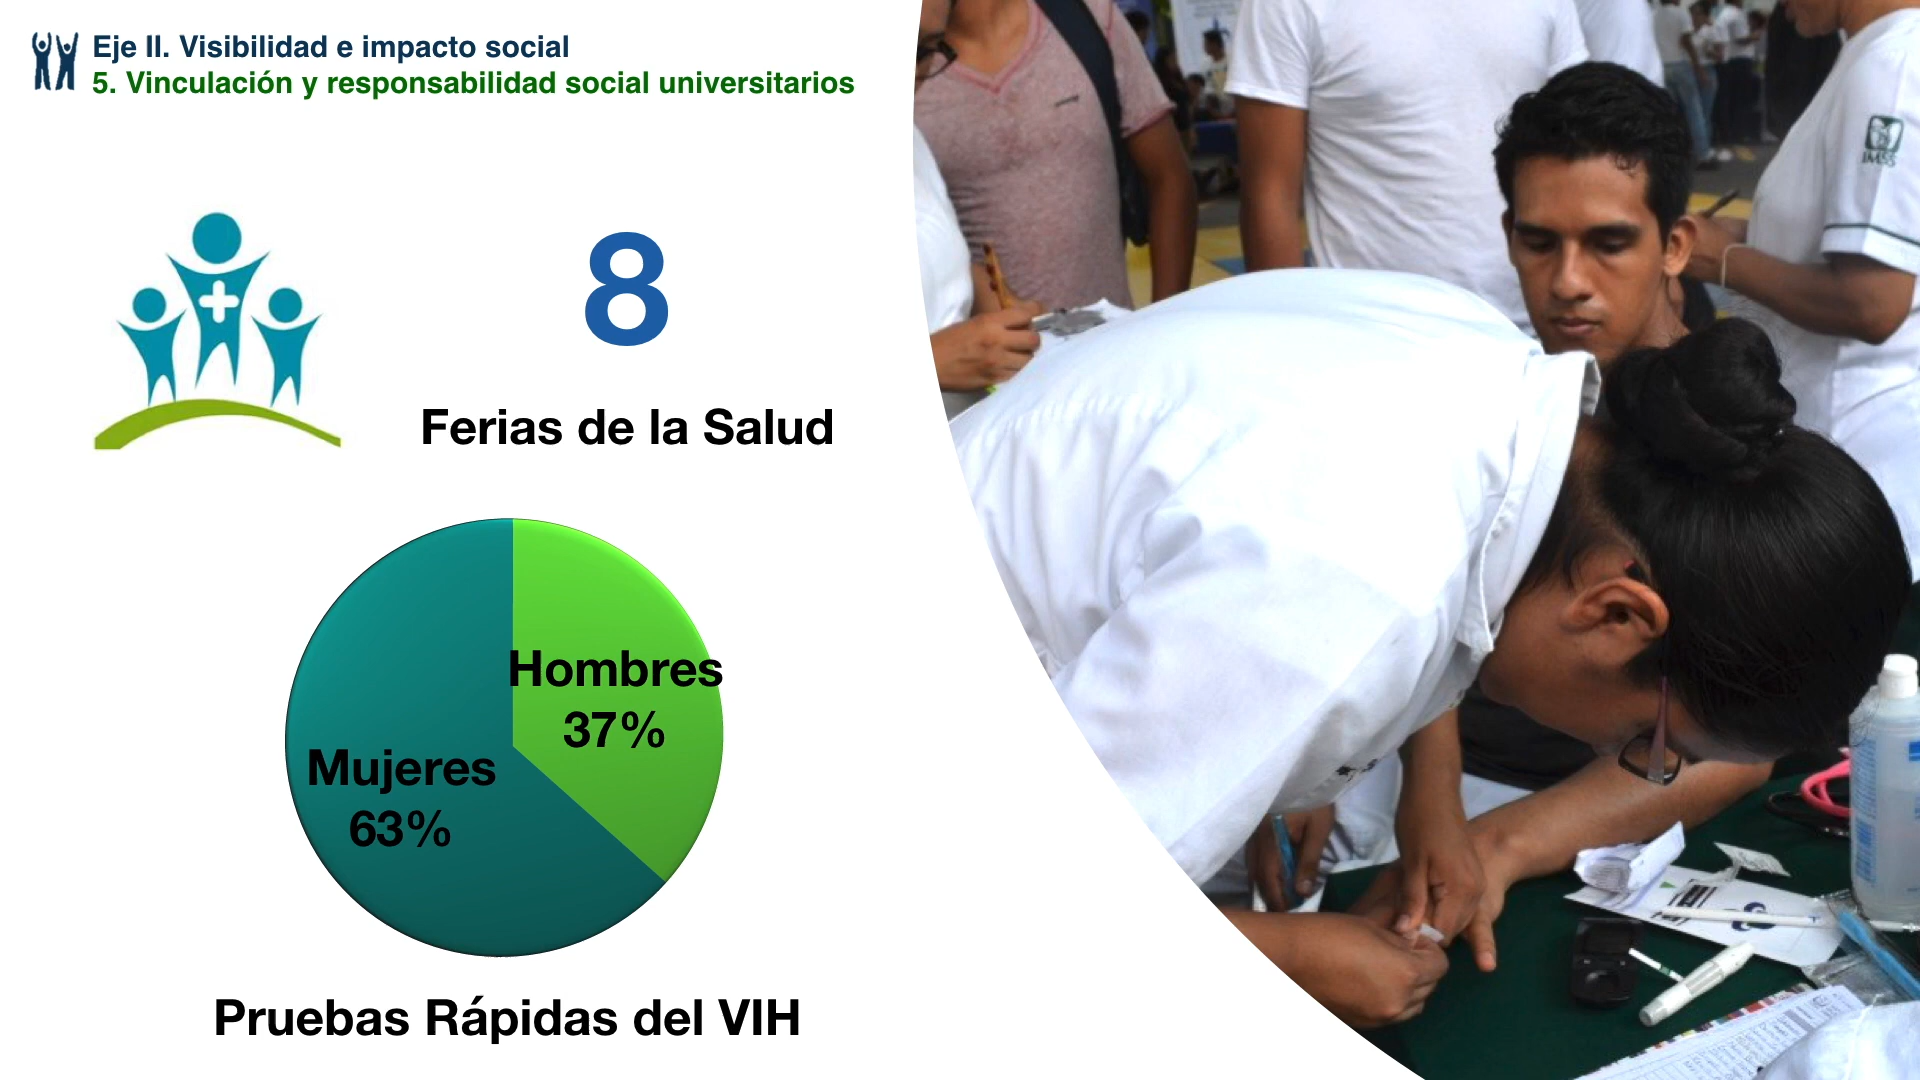 Eje II. Visibilidad e impacto social
5. Vinculación y responsabilidad social universitarios
8
Ferias de la Salud
Hombres
37%
Mujeres
63%
Pruebas Rápidas del VIH
IMSS